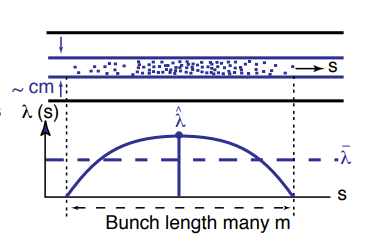 s
~ cm
λ (s)
λ̂
λ̄
s
Bunch length many m